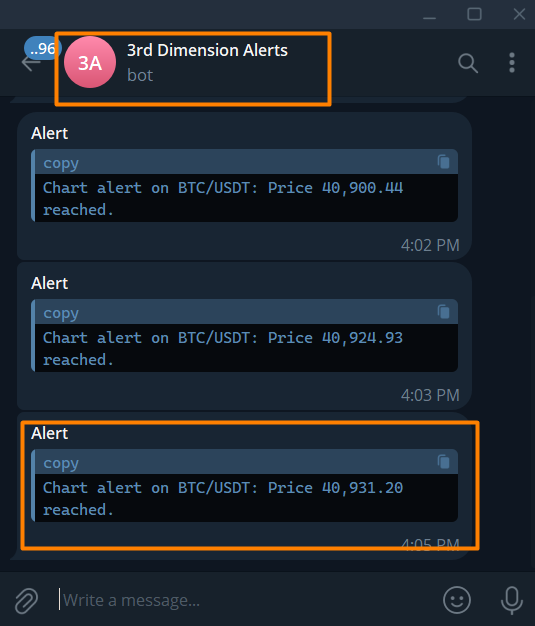 ..96
3A
3rd Dimension Alerts
bot
Alert
copy
Chart alert on BTC/USDT: Price 40,900.44
reached.
4:02 PM
Alert
copy
Chart alert on BTC/USDT: Price 40,924.93
reached.
4:03 PM
Alert
copy
Chart alert on BTC/USDT: Price 40,931.20
reached.
4:05 PM
Write a message...